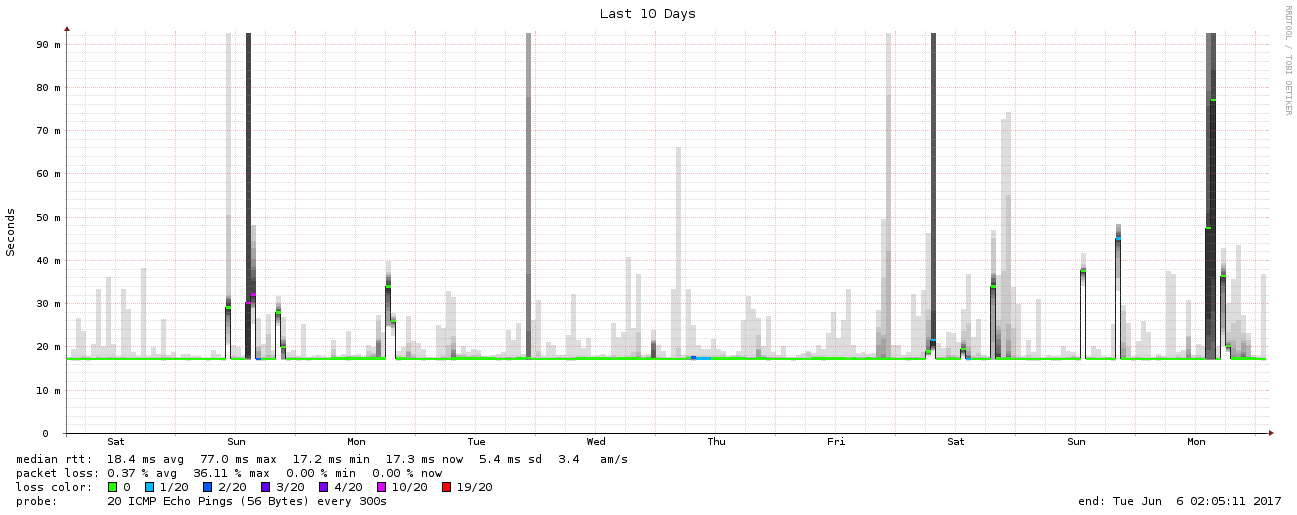 Last 10 Days
RRDTOOL / TOBI OETIKER
Seconds
90 m
80 m
70 m
60 m
50 m
40 m
30 m
20 m
10 m
0
Sat Sun Mon Tue Wed Thu Fri Sat Sun Mon
median rtt: 18.4 ms avg 77.0 ms max 17.2 ms min 17.3 ms now 5.4 ms sd 3.4 am/s
packet loss: 0.37 % avg 36.11 % max 0.00 % min 0.00 % now
loss color: 0 1/20 2/20 3/20 4/20 10/20 19/20
probe: 20 ICMP Echo Pings (56 Bytes) every 300s
end: Tue Jun 6 02:05:11 2017